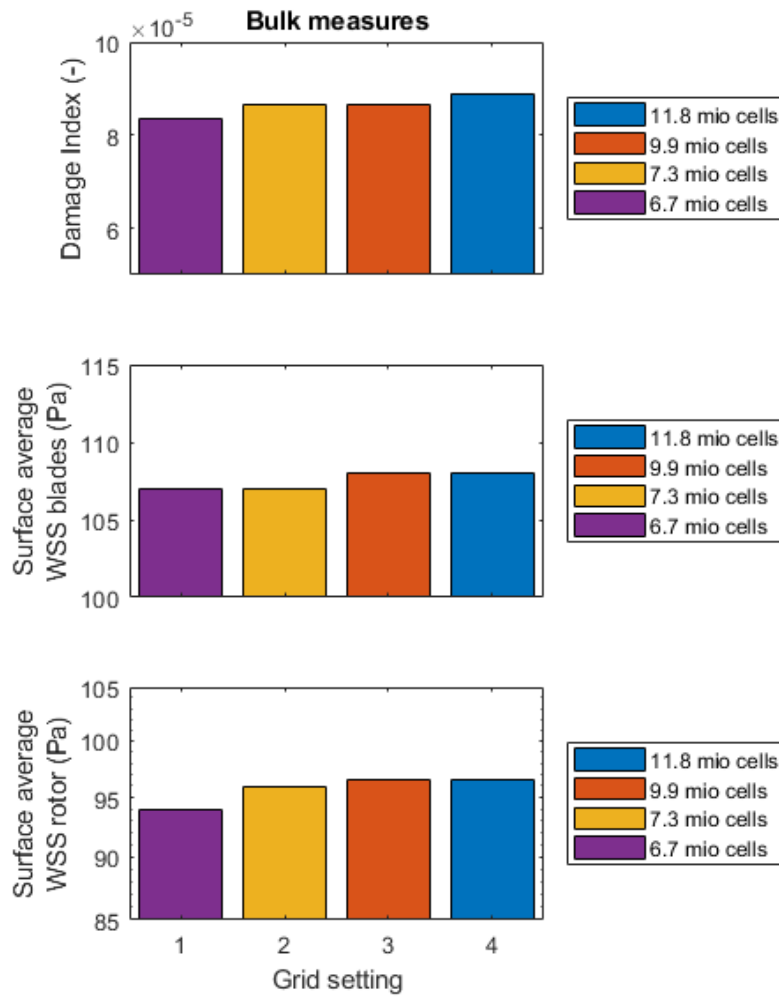 × 10⁻⁵
Bulk measures
10
8
6
Damage Index (-)
11.8 mio cells
9.9 mio cells
7.3 mio cells
6.7 mio cells
115
110
105
100
Surface average
WSS blades (Pa)
11.8 mio cells
9.9 mio cells
7.3 mio cells
6.7 mio cells
105
100
95
90
85
Surface average
WSS rotor (Pa)
11.8 mio cells
9.9 mio cells
7.3 mio cells
6.7 mio cells
1 2 3 4
Grid setting